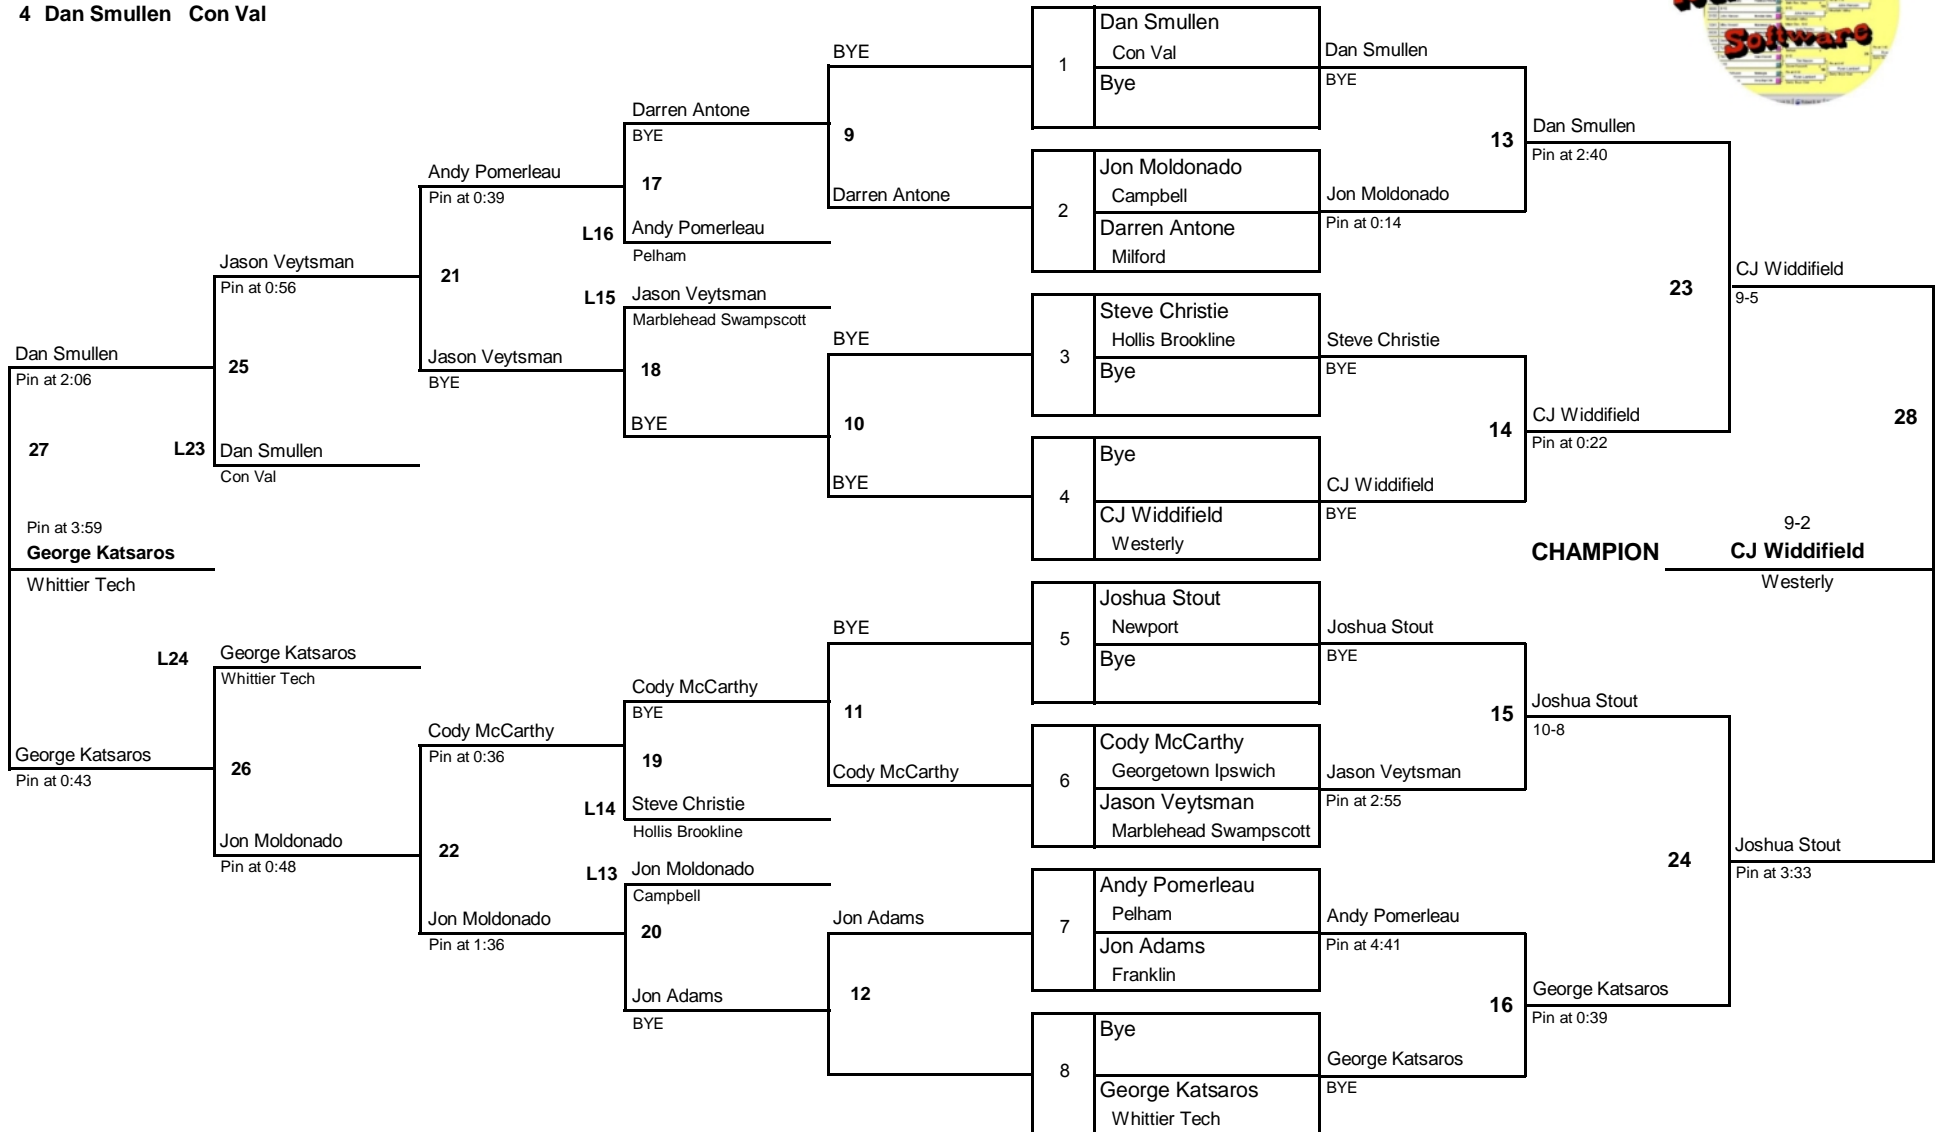 4 Dan Smullen Con Val
Software
BYE
Darren Antone
BYE
9
Andy Pomerleau
Pin at 0:39
17
Darren Antone
L16
Andy Pomerleau
Pelham
Jason Veytsman
Pin at 0:56
21
L15
Jason Veytsman
Marblehead Swampscott
BYE
Dan Smullen
Pin at 2:06
25
Jason Veytsman
BYE
18
BYE
10
27
L23
Dan Smullen
Con Val
BYE
Pin at 3:59
George Katsaros
Whittier Tech
L24
George Katsaros
Whittier Tech
BYE
Cody McCarthy
BYE
11
Cody McCarthy
Pin at 0:36
19
Cody McCarthy
George Katsaros
Pin at 0:43
26
L14
Steve Christie
Hollis Brookline
Jon Moldonado
Pin at 0:48
22
L13
Jon Moldonado
Campbell
Jon Moldonado
Pin at 1:36
20
Jon Adams
Jon Adams
BYE
12
1
Dan Smullen
Con Val
Bye
2
Jon Moldonado
Campbell
Darren Antone
Milford
3
Steve Christie
Hollis Brookline
Bye
4
Bye
CJ Widdifield
Westerly
5
Joshua Stout
Newport
Bye
6
Cody McCarthy
Georgetown Ipswich
Jason Veytsman
Marblehead Swampscott
7
Andy Pomerleau
Pelham
Jon Adams
Franklin
8
Bye
George Katsaros
Whittier Tech
Dan Smullen
BYE
13
Jon Moldonado
Pin at 0:14
Steve Christie
BYE
14
CJ Widdifield
BYE
Joshua Stout
BYE
15
Jason Veytsman
Pin at 2:55
Andy Pomerleau
Pin at 4:41
16
George Katsaros
BYE
Dan Smullen
Pin at 2:40
23
CJ Widdifield
Pin at 0:22
Joshua Stout
10-8
24
George Katsaros
Pin at 0:39
CJ Widdifield
9-5
28
9-2
CHAMPION CJ Widdifield
Westerly
Joshua Stout
Pin at 3:33